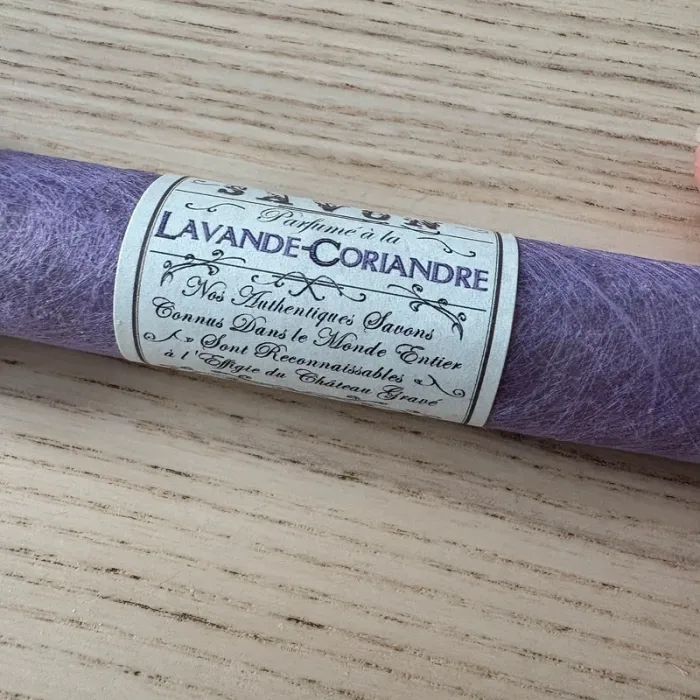 SAVON
Parfumé à la
LAVANDE-CORIANDRE
Nos Authentiques Savons
Connus Dans le Monde Entier
Sont Reconnaissables
à l'Effigie du Château Gravé